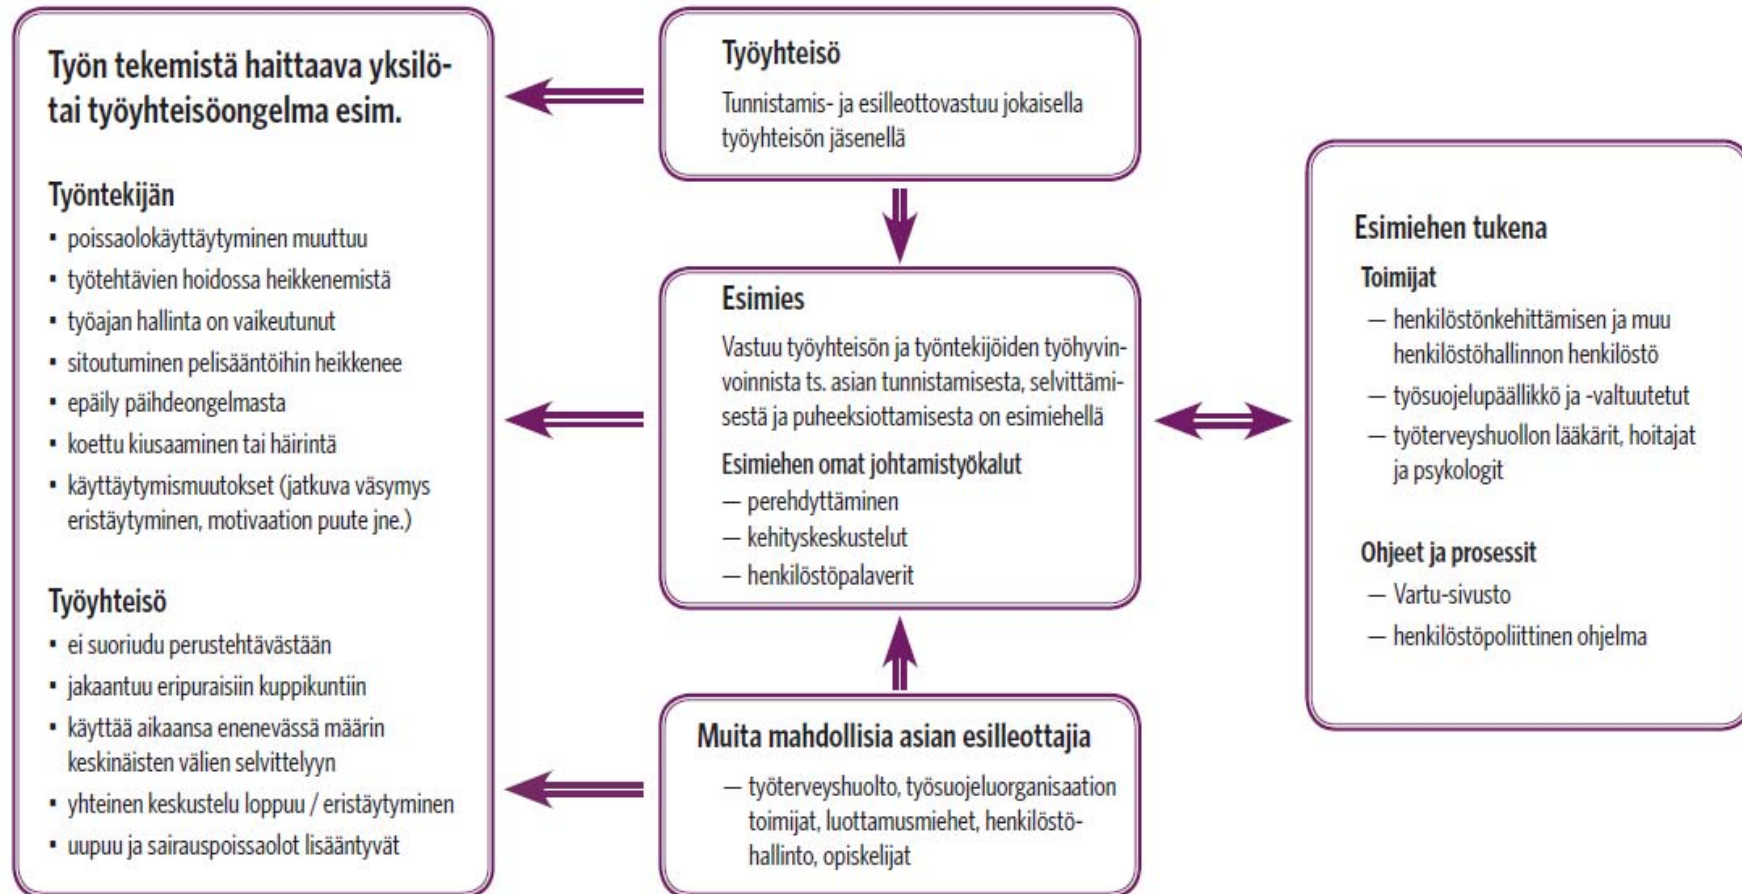 Työn tekemistä haittaava yksilö-
tai työyhteisöongelma esim.
Työntekijän
▪ poissaolokäyttäytyminen muuttuu
▪ työtehtävien hoidossa heikkenemistä
▪ työajan hallinta on vaikeutunut
▪ sitoutuminen pelisääntöihin heikkenee
▪ epäily päihdeongelmasta
▪ koettu kiusaaminen tai häirintä
▪ käyttäytymismuutokset (jatkuva väsymys
eristäytyminen, motivaation puute jne.)
Työyhteisö
▪ ei suoriudu perustehtävästään
▪ jakaantuu eripuraisiin kuppikuntiin
▪ käyttää aikaansa enenevässä määrin
keskinäisten välien selvittelyyn
▪ yhteinen keskustelu loppuu / eristäytyminen
▪ uupuu ja sairauspoissaolot lisääntyvät
Työyhteisö
Tunnistamis- ja esilleottovastuu jokaisella
työyhteisön jäsenellä
Esimies
Vastuu työyhteisön ja työntekijöiden työhyvin-
voinnista ts. asian tunnistamisesta, selvittämi-
sestä ja puheeksiottamisesta on esimiehellä
Esimiehen omat johtamistyökalut
— perehdyttäminen
— kehityskeskustelut
— henkilöstöpalaverit
Muita mahdollisia asian esilleottajia
— työterveyshuolto, työsuojeluorganisaation
toimijat, luottamusmiehet, henkilöstö-
hallinto, opiskelijat
Esimiehen tukena
Toimijat
— henkilöstönkehittämisen ja muu
henkilöstöhallinnon henkilöstö
— työsuojelupäällikkö ja -valtuutetut
— työterveyshuollon lääkärit, hoitajat
ja psykologit
Ohjeet ja prosessit
— Vartu-sivusto
— henkilöstöpoliittinen ohjelma